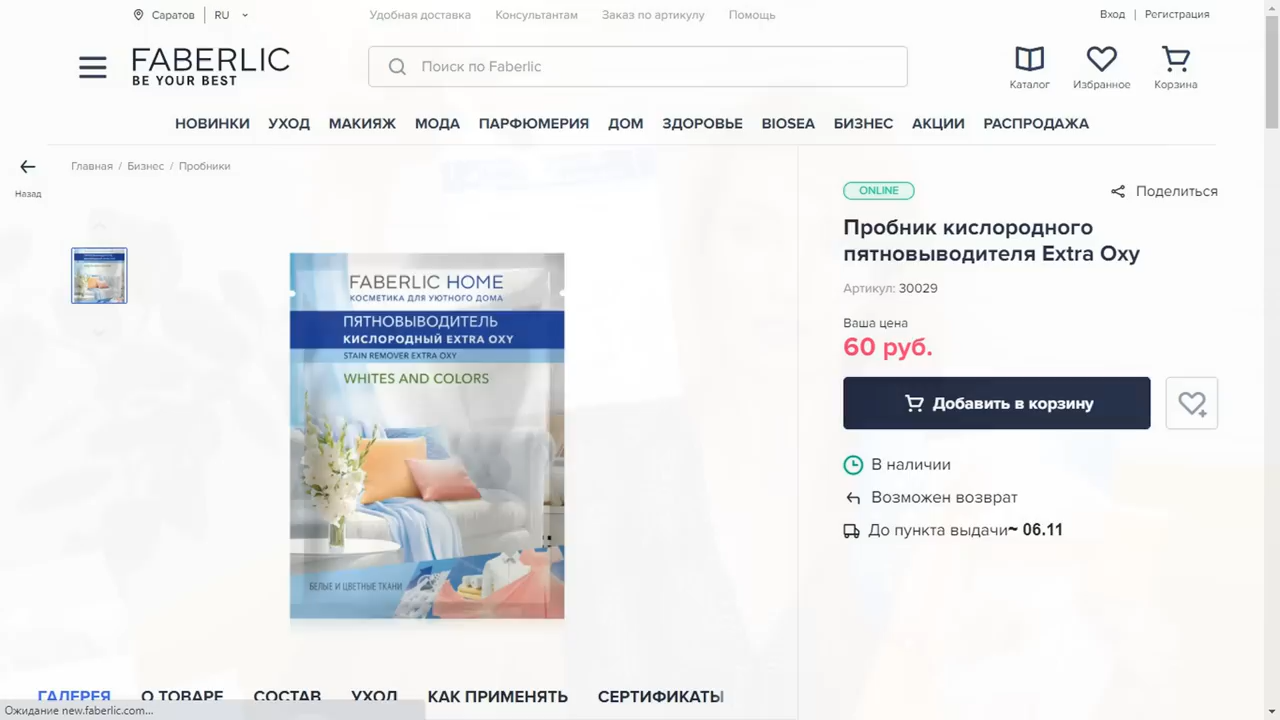 Саратов
RU
Удобная доставка
Консультантам
Заказ по артикулу
Помощь
Вход | Регистрация
FABERLIC
BE YOUR BEST
Поиск по Faberlic
Каталог
Избранное
Корзина
НОВИНКИ
УХОД
МАКИЯЖ
МОДА
ПАРФЮМЕРИЯ
ДОМ
ЗДОРОВЬЕ
BIOSEA
БИЗНЕС
АКЦИИ
РАСПРОДАЖА
Назад
Главная / Бизнес / Пробники
FABERLIC HOME
КОСМЕТИКА ДЛЯ УЮТНОГО ДОМА
ПЯТНОВЫВОДИТЕЛЬ
КИСЛОРОДНЫЙ EXTRA OXY
STAIN REMOVER EXTRA OXY
WHITES AND COLORS
БЕЛЫЕ И ЦВЕТНЫЕ ТКАНИ
ONLINE
Поделиться
Пробник кислородного
пятновыводителя Extra Oxy
Артикул: 30029
Ваша цена
60 руб.
Добавить в корзину
В наличии
Возможен возврат
До пункта выдачи~ 06.11
ГАЛЕРЕЯ
О ТОВАРЕ
СОСТАВ
УХОД
КАК ПРИМЕНЯТЬ
СЕРТИФИКАТЫ
Ожидание new.faberlic.com...